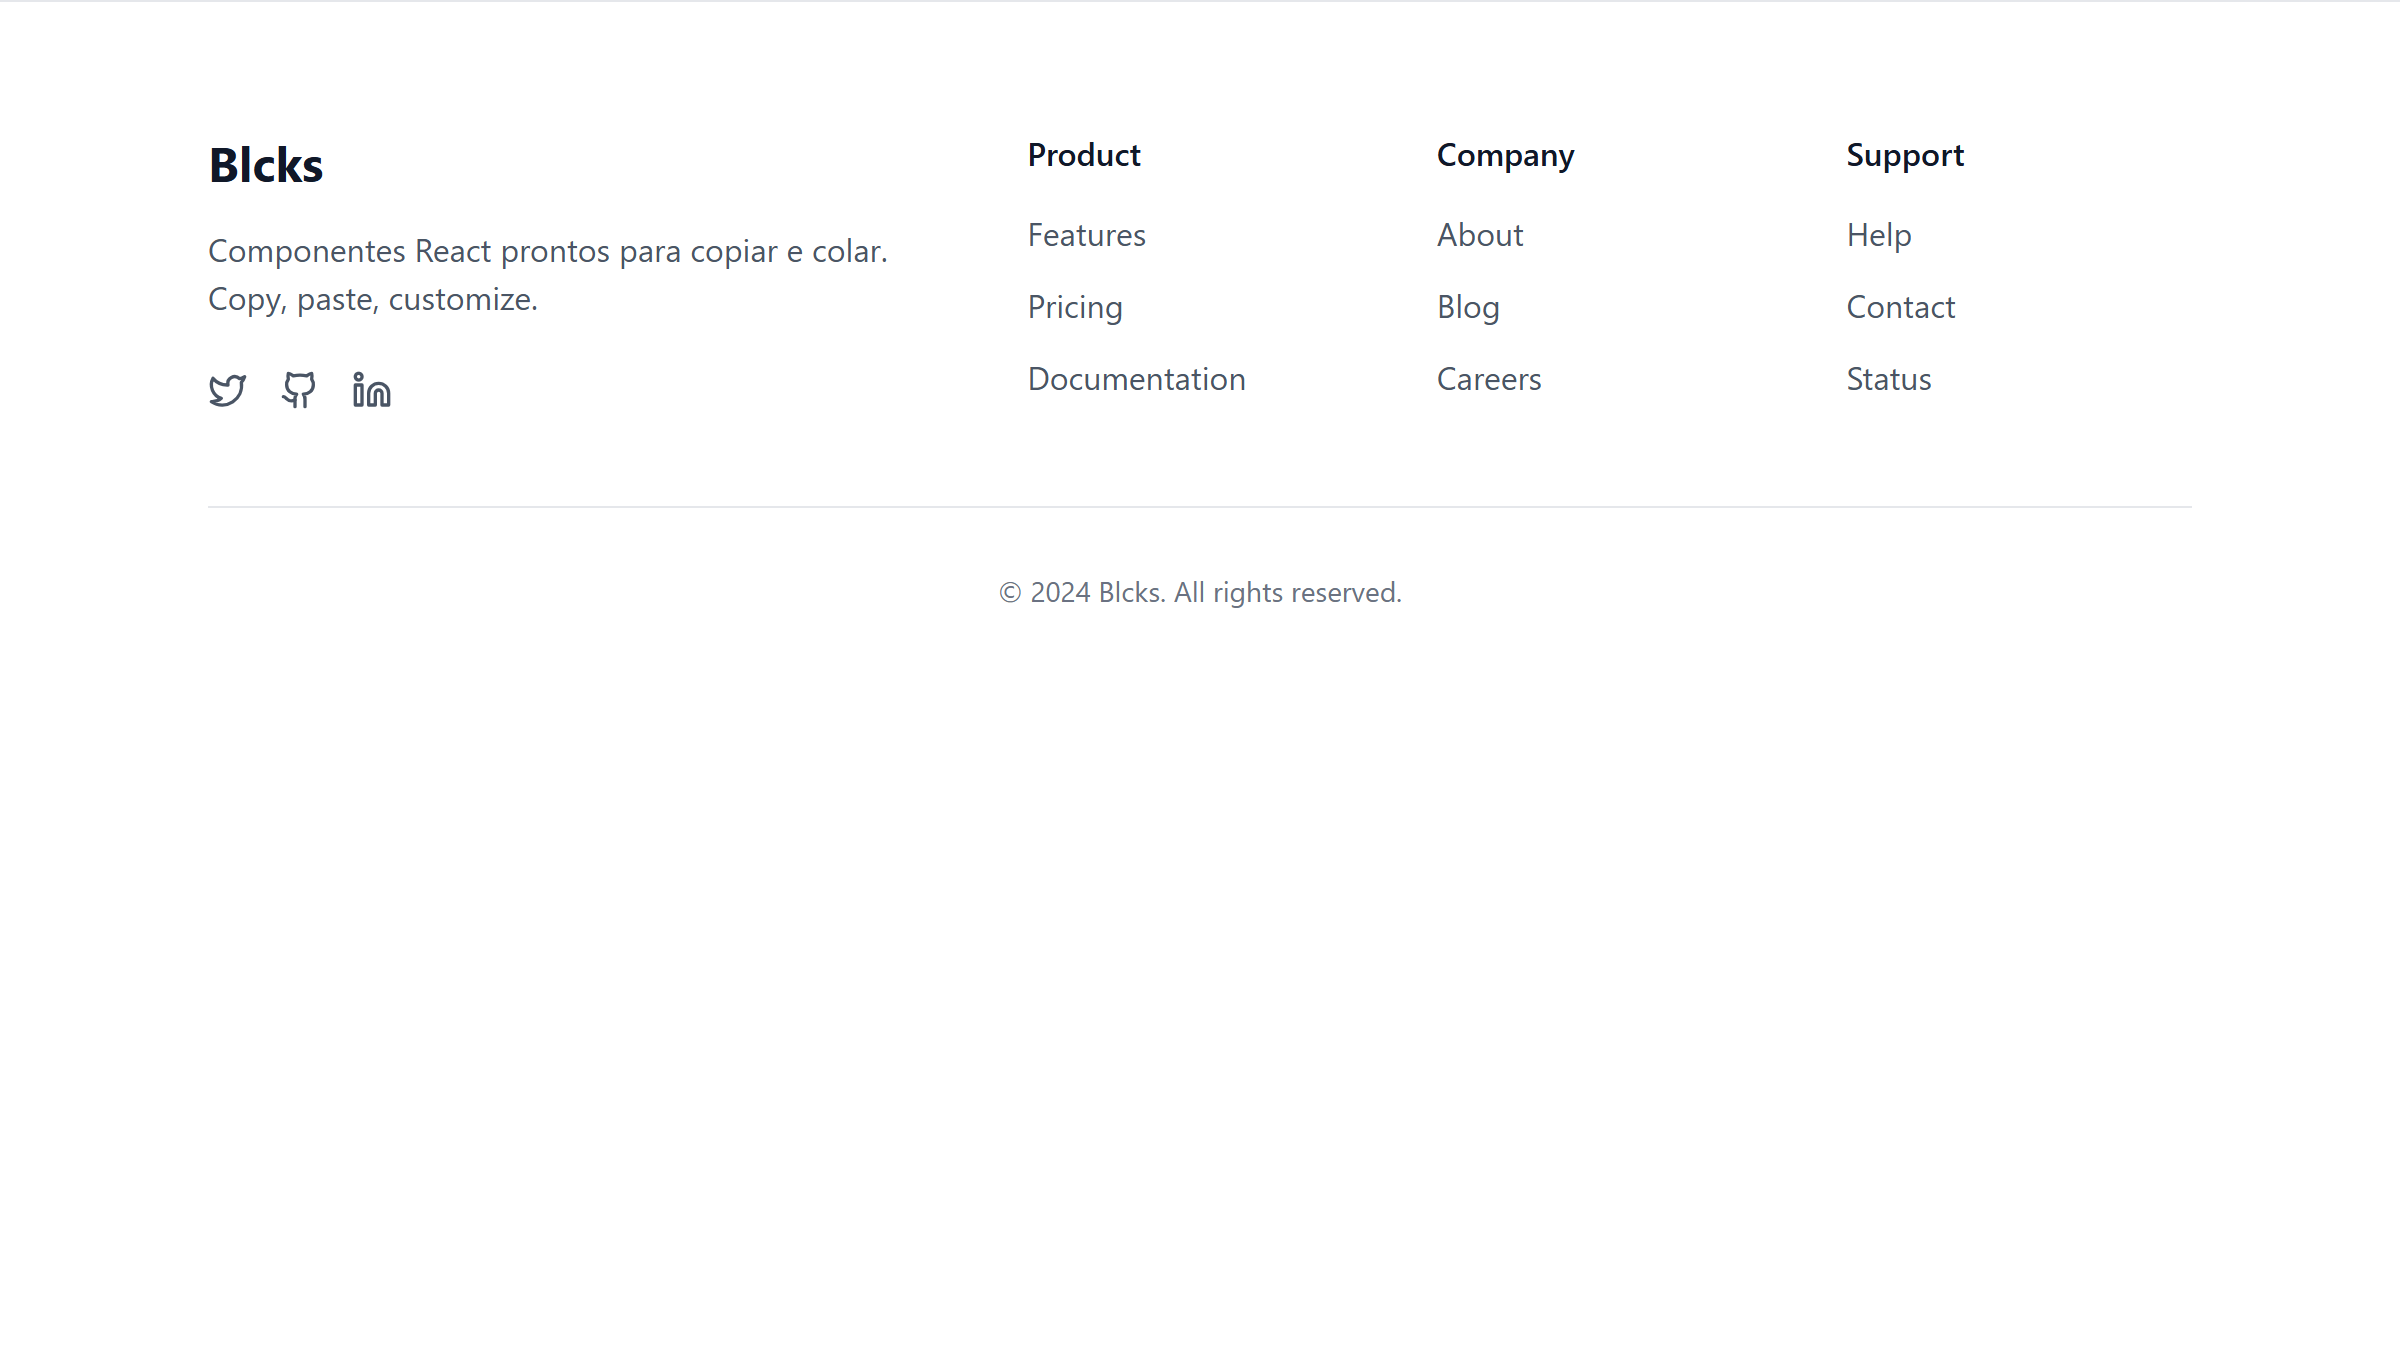 Blcks
Componentes React prontos para copiar e colar.
Copy, paste, customize.
Product
Features
Pricing
Documentation
Company
About
Blog
Careers
Support
Help
Contact
Status
© 2024 Blcks. All rights reserved.